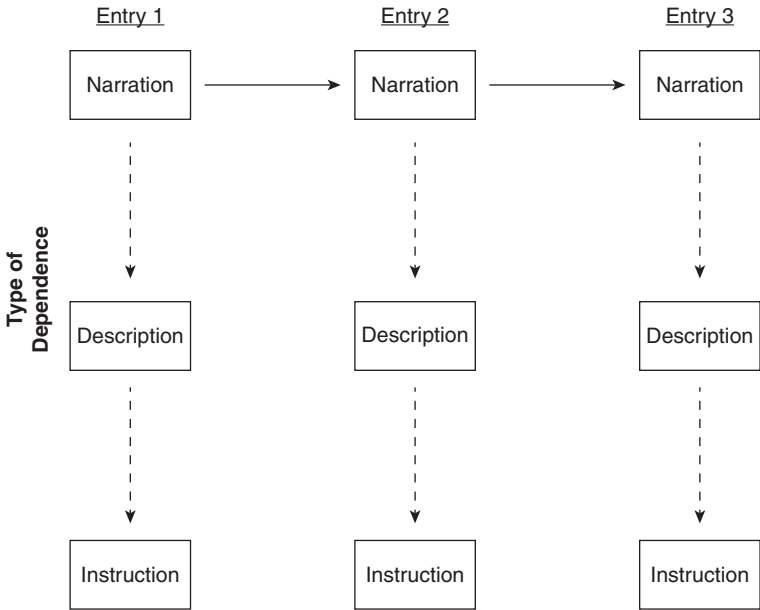 Entry 1
Entry 2
Entry 3
Narration
Narration
Narration
Type of
Dependence
Description
Description
Description
Instruction
Instruction
Instruction